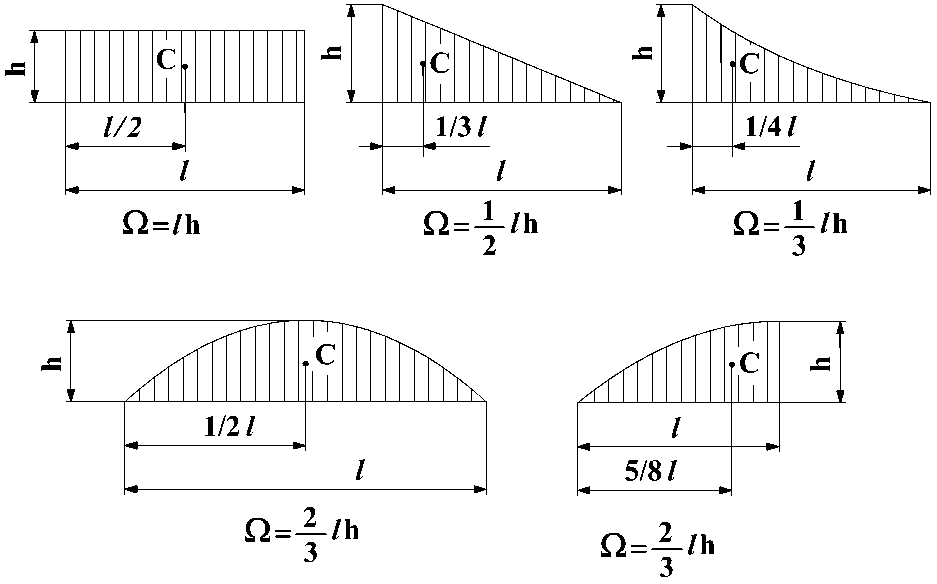 h C h C h C
l/2 1/3 l 1/4 l
l l l
Ω=lh Ω=1/2 lh Ω=1/3 lh
h C C h
1/2 l l
l 5/8 l
Ω=2/3 lh Ω=2/3 lh